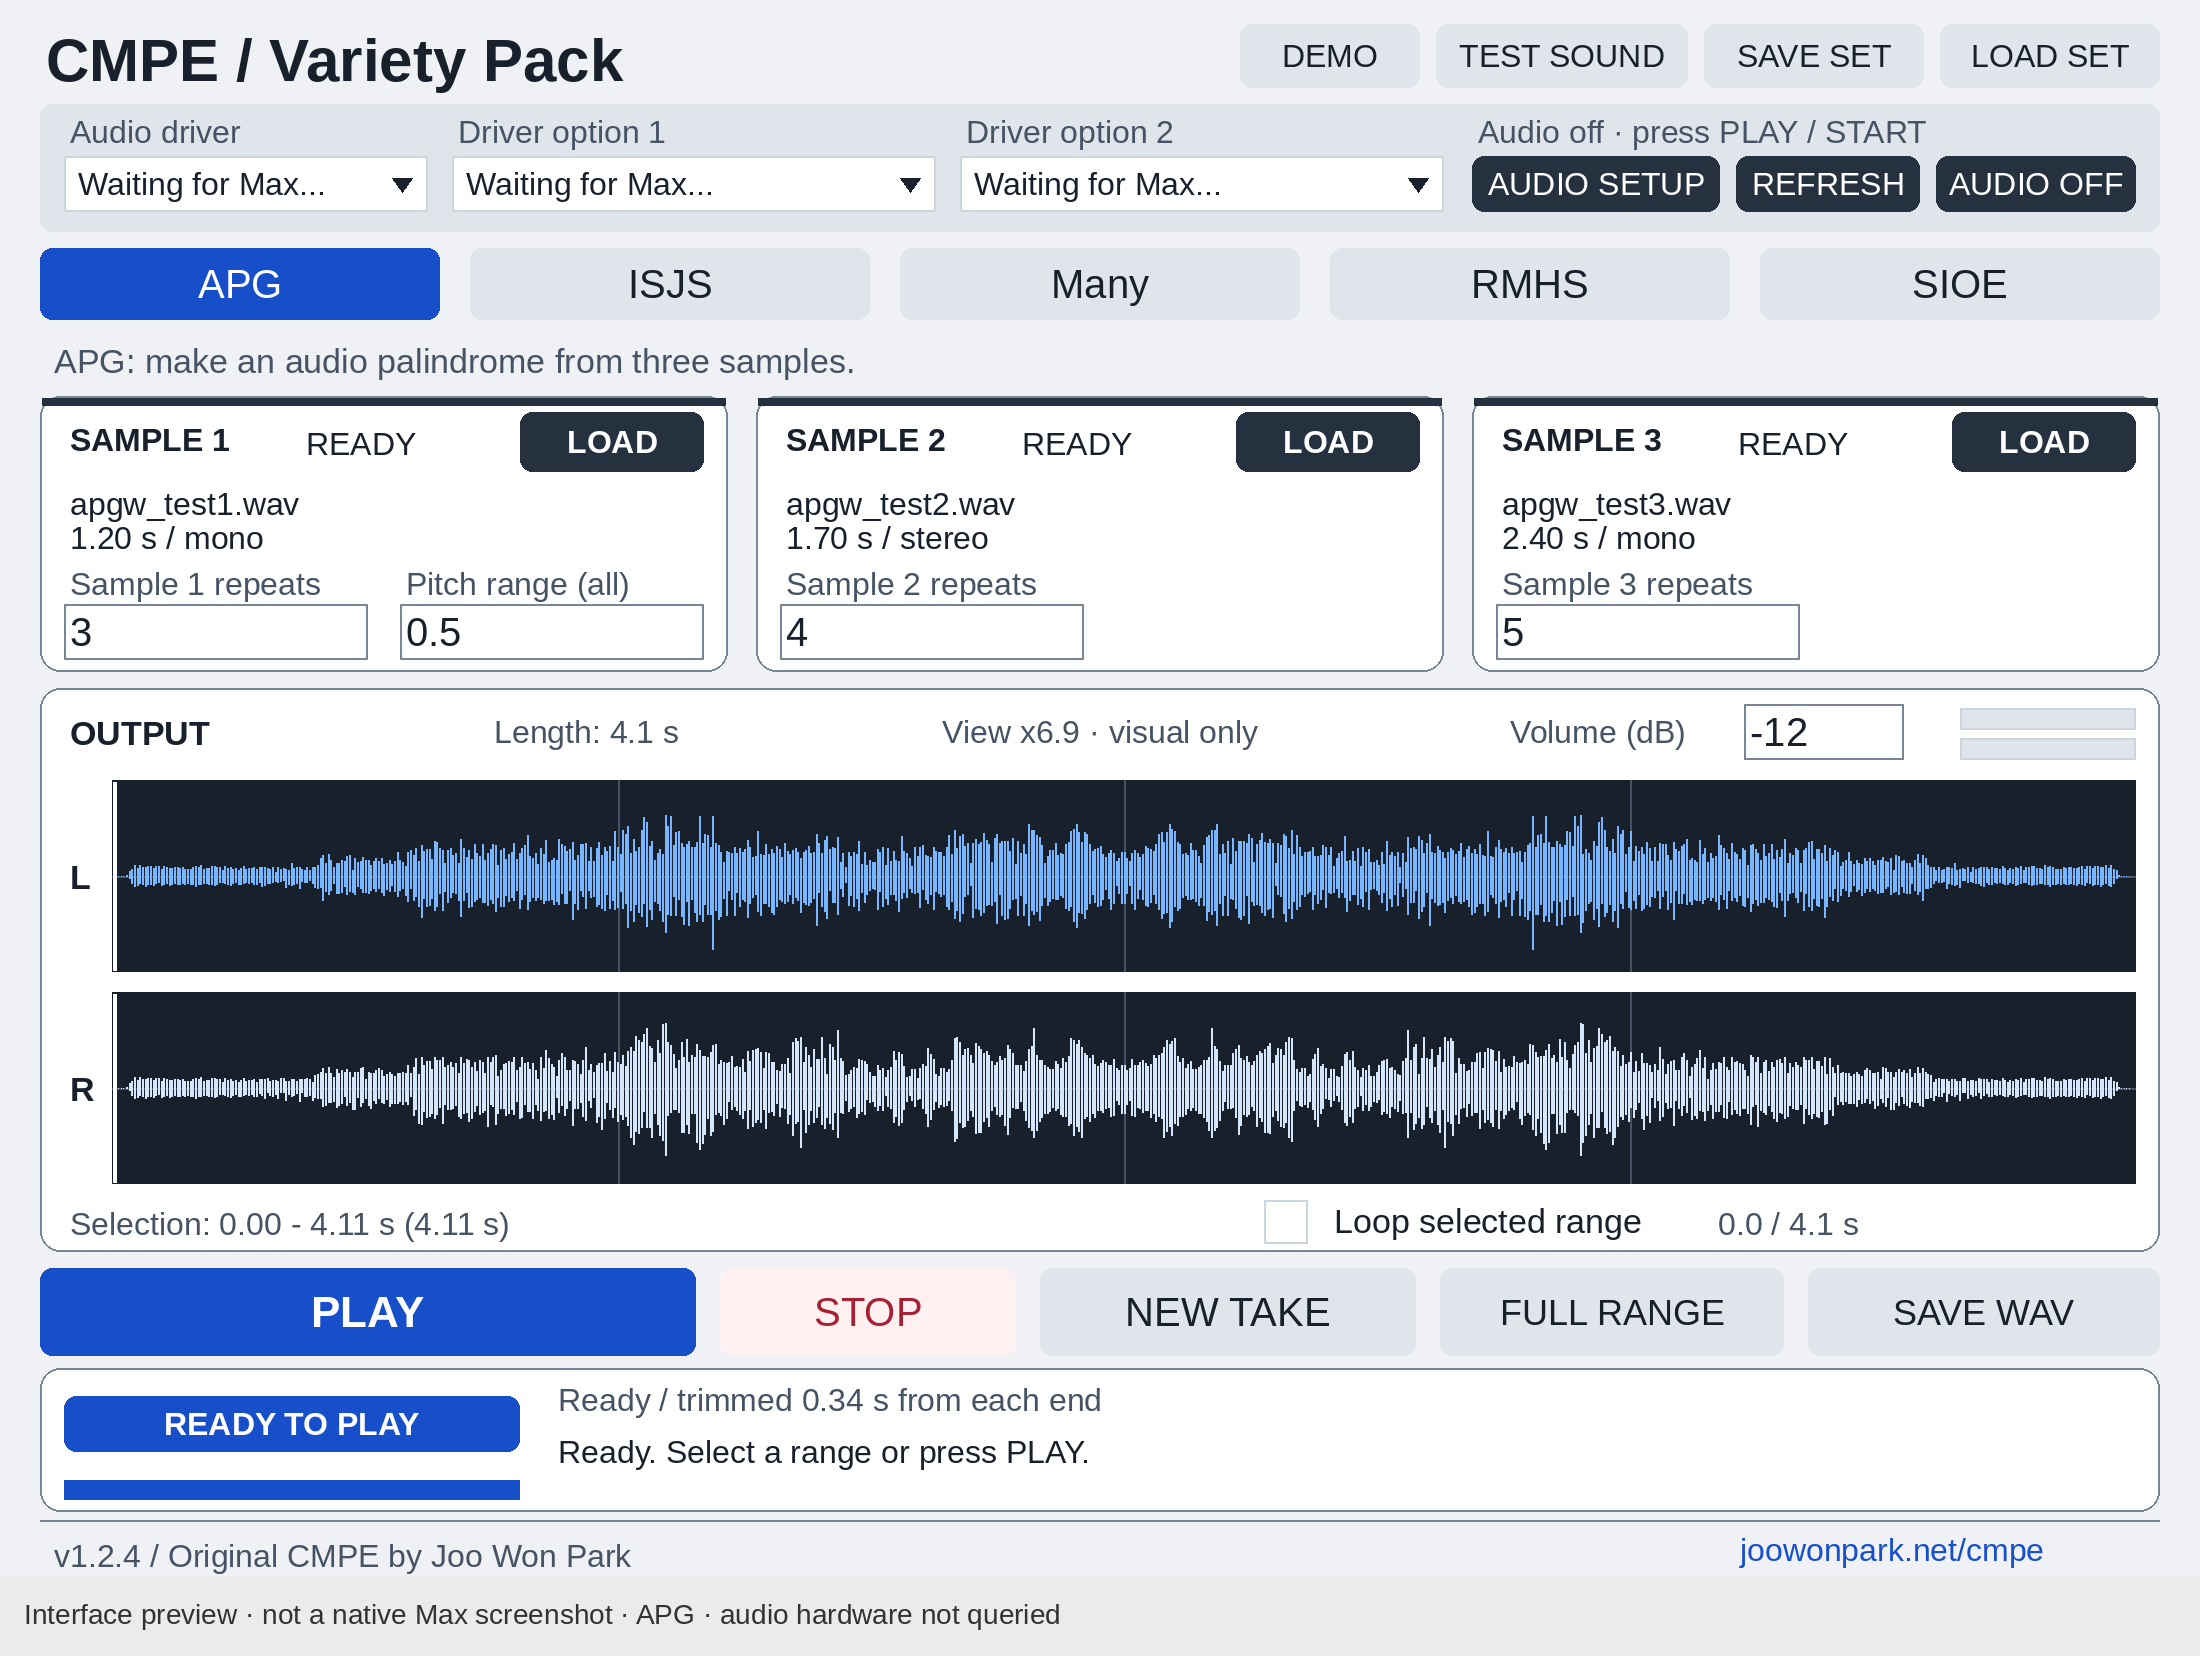 CMPE / Variety Pack
DEMO
TEST SOUND
SAVE SET
LOAD SET
Audio driver
Driver option 1
Driver option 2
Audio off · press PLAY / START
Waiting for Max...
Waiting for Max...
Waiting for Max...
AUDIO SETUP
REFRESH
AUDIO OFF
APG
ISJS
Many
RMHS
SIOE
APG: make an audio palindrome from three samples.
SAMPLE 1
READY
LOAD
apgw_test1.wav
1.20 s / mono
Sample 1 repeats
Pitch range (all)
3
0.5
SAMPLE 2
READY
LOAD
apgw_test2.wav
1.70 s / stereo
Sample 2 repeats
4
SAMPLE 3
READY
LOAD
apgw_test3.wav
2.40 s / mono
Sample 3 repeats
5
OUTPUT
Length: 4.1 s
View x6.9 · visual only
Volume (dB)
-12
L
R
Selection: 0.00 - 4.11 s (4.11 s)
Loop selected range
0.0 / 4.1 s
PLAY
STOP
NEW TAKE
FULL RANGE
SAVE WAV
READY TO PLAY
Ready / trimmed 0.34 s from each end
Ready. Select a range or press PLAY.
v1.2.4 / Original CMPE by Joo Won Park
joowonpark.net/cmpe
Interface preview · not a native Max screenshot · APG · audio hardware not queried